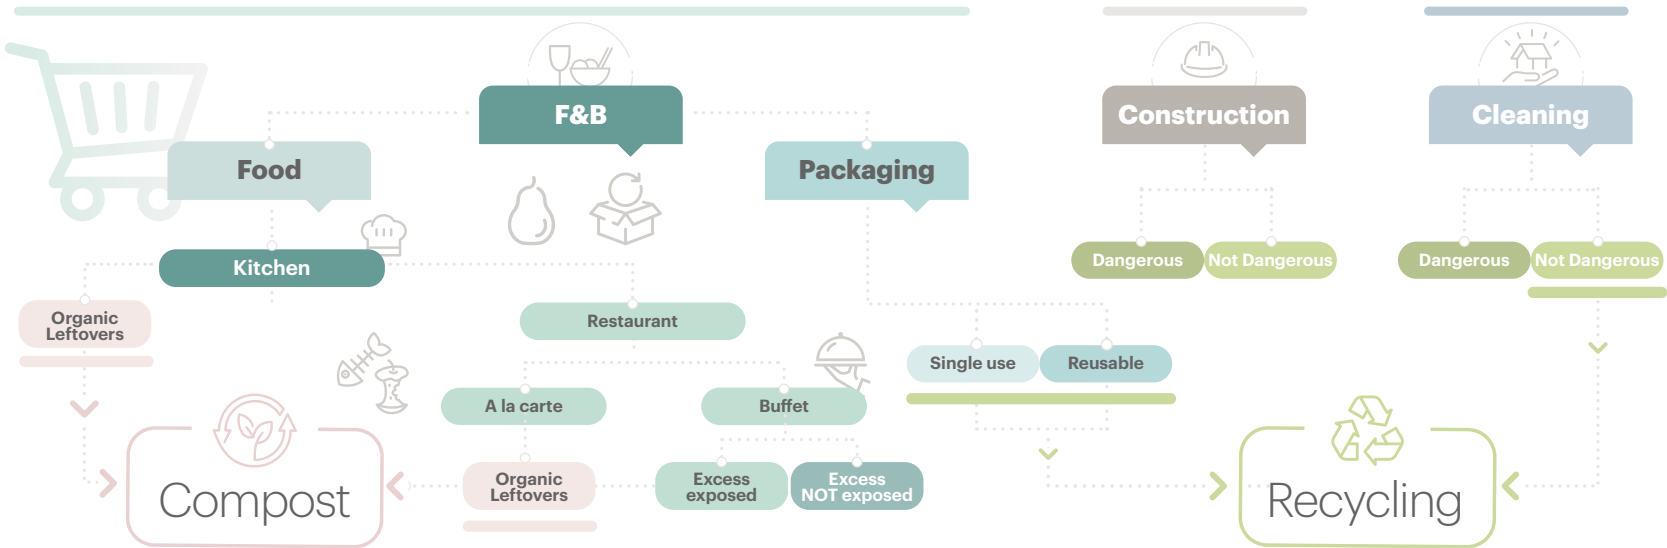 F&B
Construction
Cleaning
Food
Packaging
Kitchen
Dangerous
Not Dangerous
Dangerous
Not Dangerous
Organic
Leftovers
Restaurant
Single use
Reusable
A la carte
Buffet
Organic
Leftovers
Excess
exposed
Excess
NOT exposed
Compost
Recycling